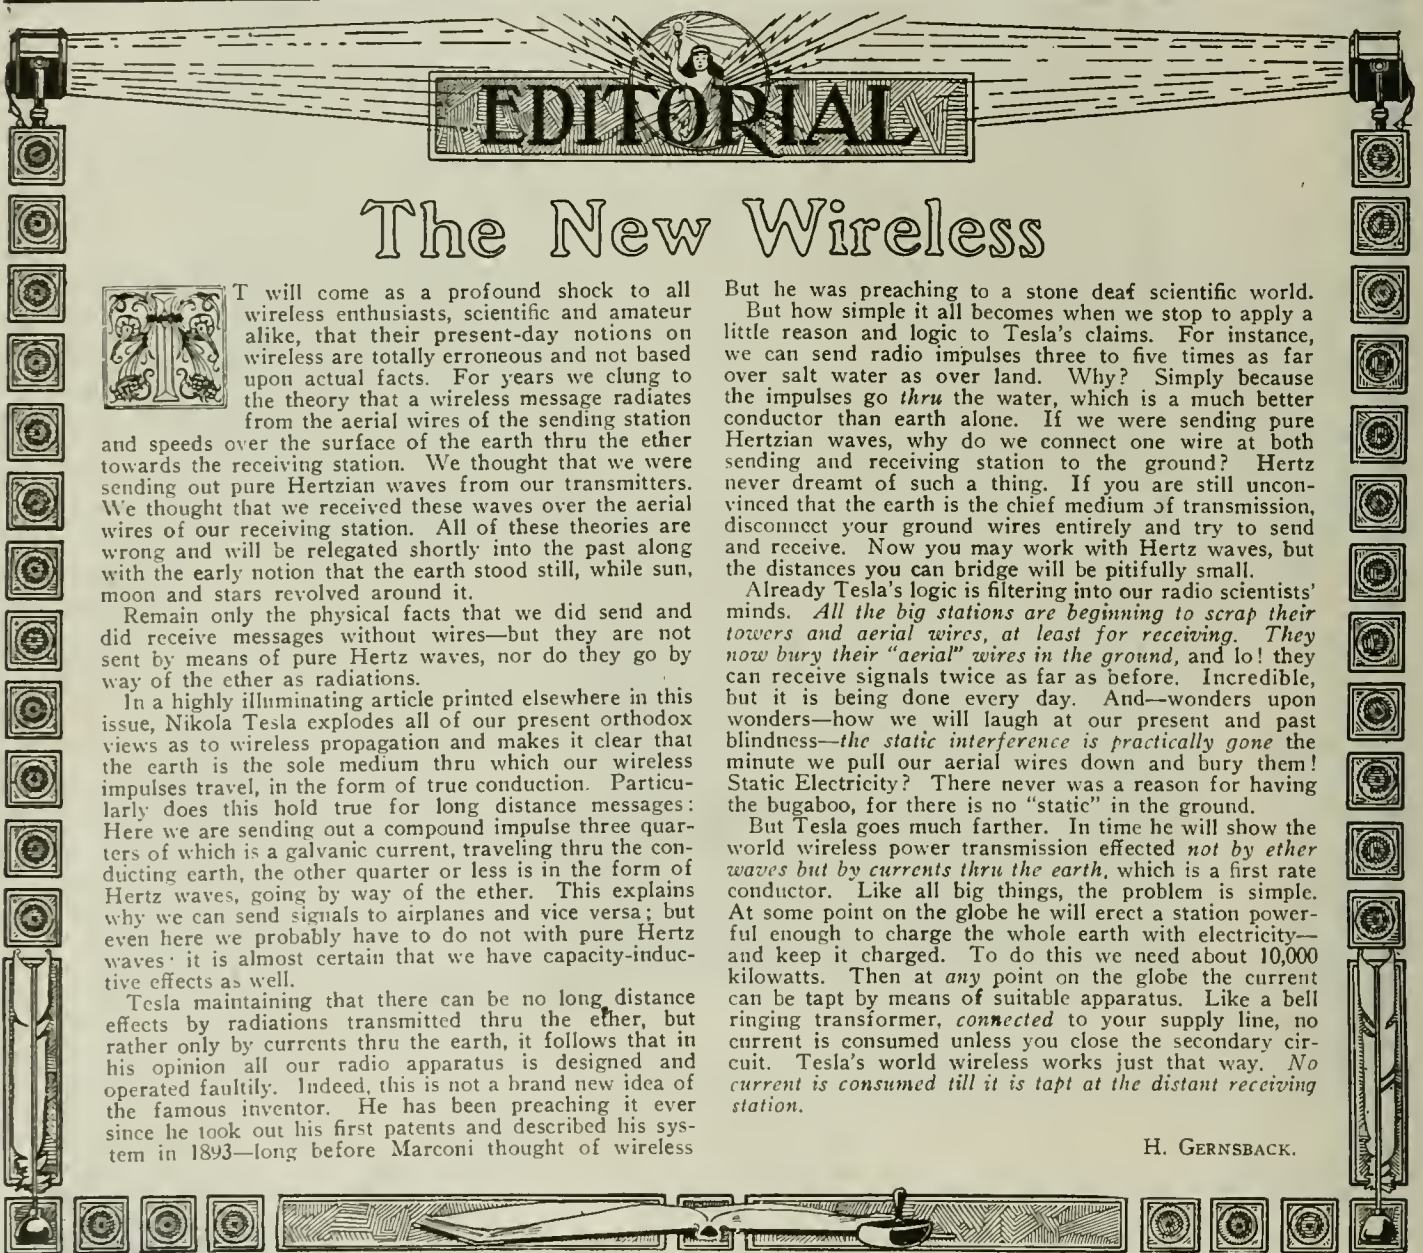 EDITORIAL
The New Wireless
IT will come as a profound shock to all
wireless enthusiasts, scientific and amateur
alike, that their present-day notions on
wireless are totally erroneous and not based
upon actual facts. For years we clung to
the theory that a wireless message radiates
from the aerial wires of the sending station
and speeds over the surface of the earth thru the ether
towards the receiving station. We thought that we were
sending out pure Hertzian waves from our transmitters.
We thought that we received these waves over the aerial
wires of our receiving station. All of these theories are
wrong and will be relegated shortly into the past along
with the early notion that the earth stood still, while sun,
moon and stars revolved around it.
Remain only the physical facts that we did send and
did receive messages without wires—but they are not
sent by means of pure Hertz waves, nor do they go by
way of the ether as radiations.
In a highly illuminating article printed elsewhere in this
issue, Nikola Tesla explodes all of our present orthodox
views as to wireless propagation and makes it clear that
the earth is the sole medium thru which our wireless
impulses travel, in the form of true conduction. Particu-
larly does this hold true for long distance messages:
Here we are sending out a compound impulse three quar-
ters of which is a galvanic current, traveling thru the con-
ducting earth, the other quarter or less is in the form of
Hertz waves, going by way of the ether. This explains
why we can send signals to airplanes and vice versa; but
even here we probably have to do not with pure Hertz
waves; it is almost certain that we have capacity-induc-
tive effects as well.
Tesla maintaining that there can be no long distance
effects by radiations transmitted thru the ether, but
rather only by currents thru the earth, it follows that in
his opinion all our radio apparatus is designed and
operated faultily. Indeed, this is not a brand new idea of
the famous inventor. He has been preaching it ever
since he took out his first patents and described his sys-
tem in 1893—long before Marconi thought of wireless
But he was preaching to a stone deaf scientific world.
But how simple it all becomes when we stop to apply a
little reason and logic to Tesla's claims. For instance,
we can send radio impulses three to five times as far
over salt water as over land. Why? Simply because
the impulses go thru the water, which is a much better
conductor than earth alone. If we were sending pure
Hertzian waves, why do we connect one wire at both
sending and receiving station to the ground? Hertz
never dreamt of such a thing. If you are still uncon-
vinced that the earth is the chief medium of transmission,
disconnect your ground wires entirely and try to send
and receive. Now you may work with Hertz waves, but
the distances you can bridge will be pitifully small.
Already Tesla's logic is filtering into our radio scientists'
minds. All the big stations are beginning to scrap their
towers and aerial wires, at least for receiving. They
now bury their "aerial" wires in the ground, and lo! they
can receive signals twice as far as before. Incredible,
but it is being done every day. And—wonders upon
wonders—how we will laugh at our present and past
blindness—the static interference is practically gone the
minute we pull our aerial wires down and bury them!
Static Electricity? There never was a reason for having
the bugaboo, for there is no "static" in the ground.
But Tesla goes much farther. In time he will show the
world wireless power transmission effected not by ether
waves but by currents thru the earth, which is a first rate
conductor. Like all big things, the problem is simple.
At some point on the globe he will erect a station power-
ful enough to charge the whole earth with electricity—
and keep it charged. To do this we need about 10,000
kilowatts. Then at any point on the globe the current
can be tapt by means of suitable apparatus. Like a bell
ringing transformer, connected to your supply line, no
current is consumed unless you close the secondary cir-
cuit. Tesla's world wireless works just that way. No
current is consumed till it is tapt at the distant receiving
station.
H. GERNSBACK.